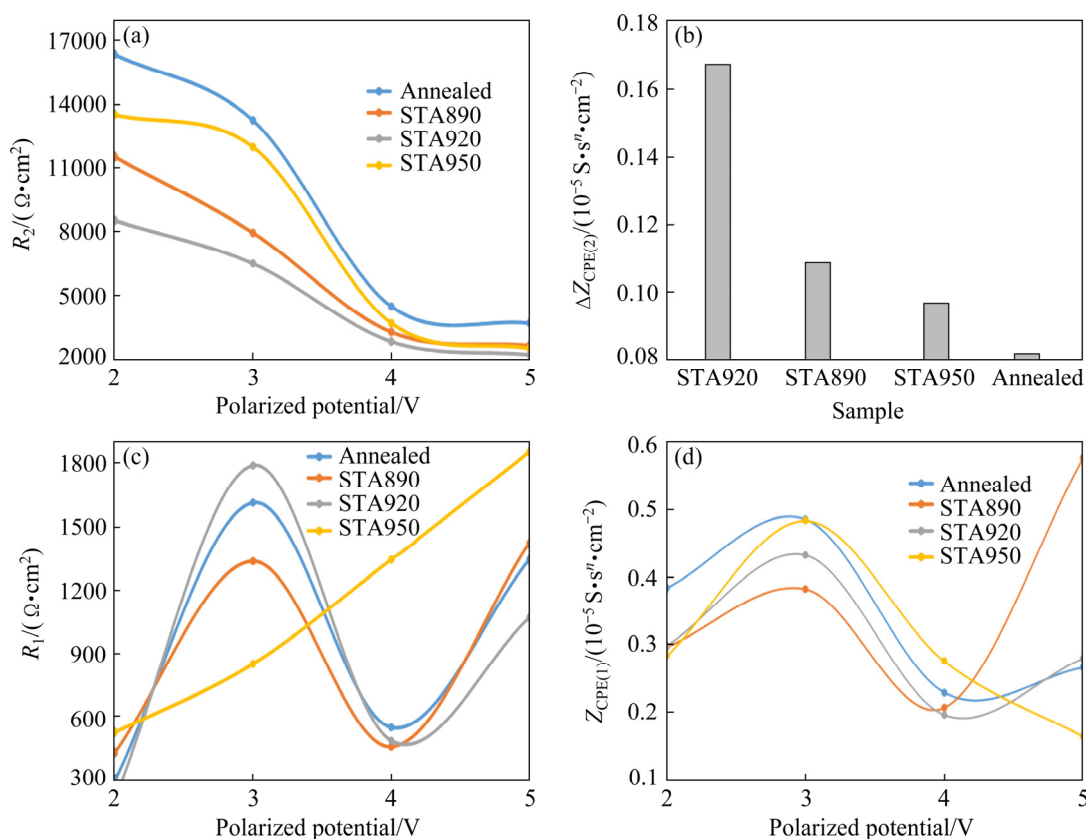 (a)
17000
14000
11000
8000
5000
2000
R₂/(Ω•cm²)
Annealed
STA890
STA920
STA950
2 3 4 5
Polarized potential/V
(b)
0.18
0.16
0.14
0.12
0.10
0.08
ΔZCPE(2)/(10⁻⁵ S•sⁿ•cm⁻²)
STA920 STA890 STA950 Annealed
Sample
(c)
1800
1500
1200
900
600
300
R₁/(Ω•cm²)
Annealed
STA890
STA920
STA950
2 3 4 5
Polarized potential/V
(d)
0.6
0.5
0.4
0.3
0.2
0.1
ZCPE(1)/(10⁻⁵ S•sⁿ•cm⁻²)
Annealed
STA890
STA920
STA950
2 3 4 5
Polarized potential/V